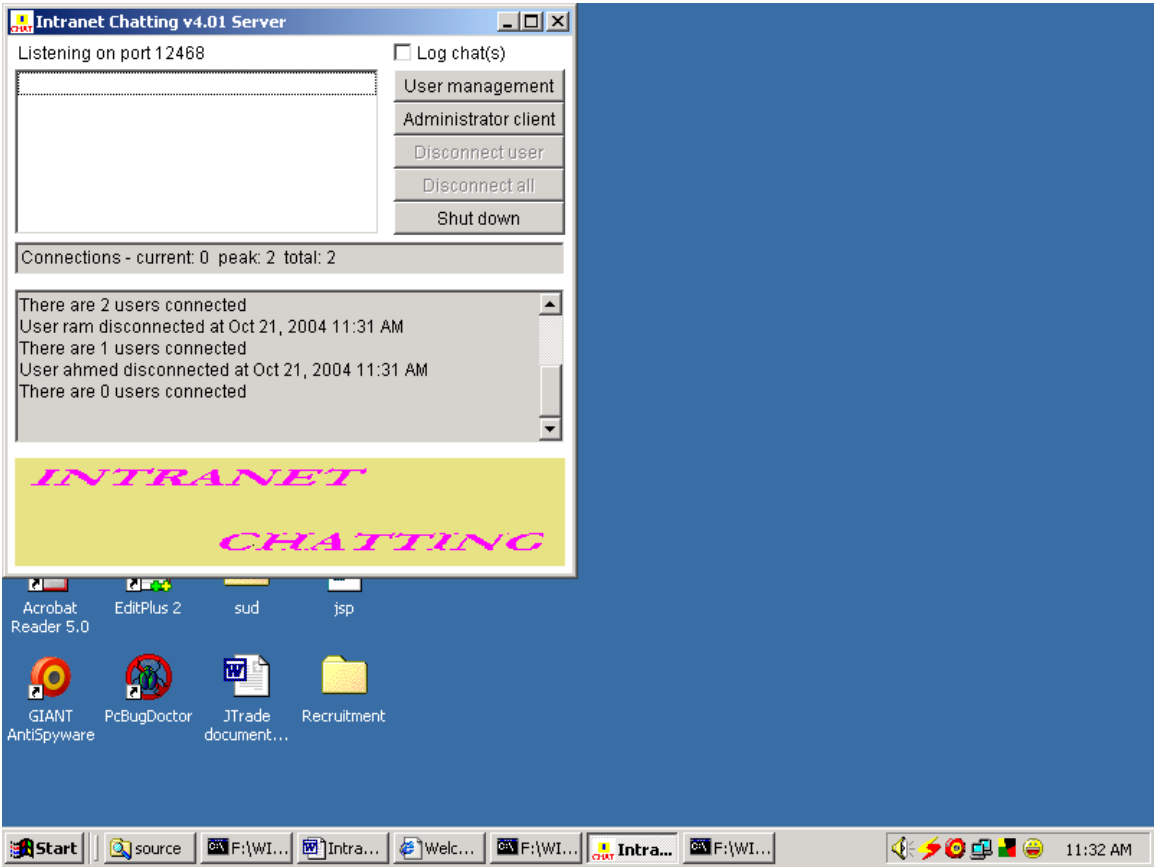 Intranet Chatting v4.01 Server
Listening on port 12468
Log chat(s)
User management
Administrator client
Disconnect user
Disconnect all
Shut down
Connections - current: 0 peak: 2 total: 2
There are 2 users connected
User ram disconnected at Oct 21, 2004 11:31 AM
There are 1 users connected
User ahmed disconnected at Oct 21, 2004 11:31 AM
There are 0 users connected
INTRANET
CHATTING
Acrobat
Reader 5.0
EditPlus 2
sud
jsp
GIANT
AntiSpyware
PcBugDoctor
JTrade
document...
Recruitment
Start
source
F:\WI...
Intra...
Welc...
F:\WI...
Intra...
F:\WI...
11:32 AM